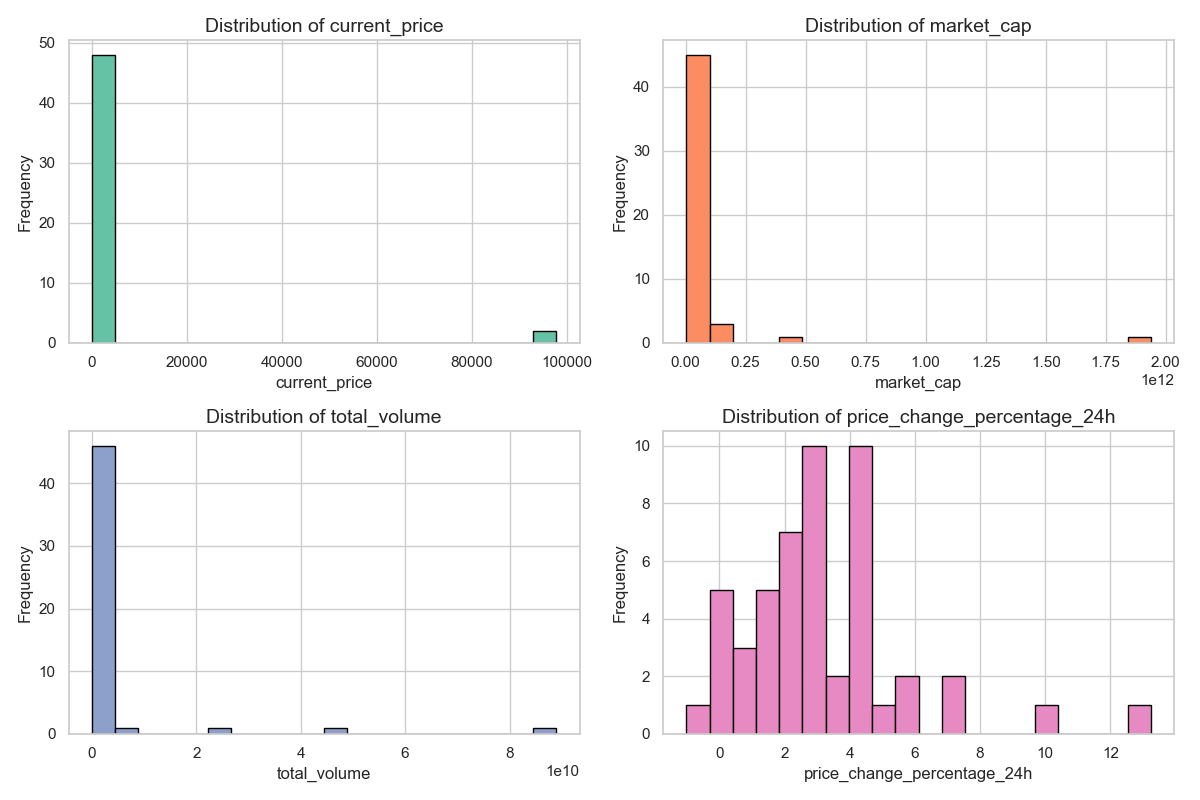 Distribution of current_price
50
40
30
20
10
0
Frequency
0 20000 40000 60000 80000 100000
current_price
Distribution of market_cap
40
30
20
10
0
Frequency
0.00 0.25 0.50 0.75 1.00 1.25 1.50 1.75 2.00
1e12
market_cap
Distribution of total_volume
40
30
20
10
0
Frequency
0 2 4 6 8
1e10
total_volume
Distribution of price_change_percentage_24h
10
8
6
4
2
0
Frequency
0 2 4 6 8 10 12
price_change_percentage_24h